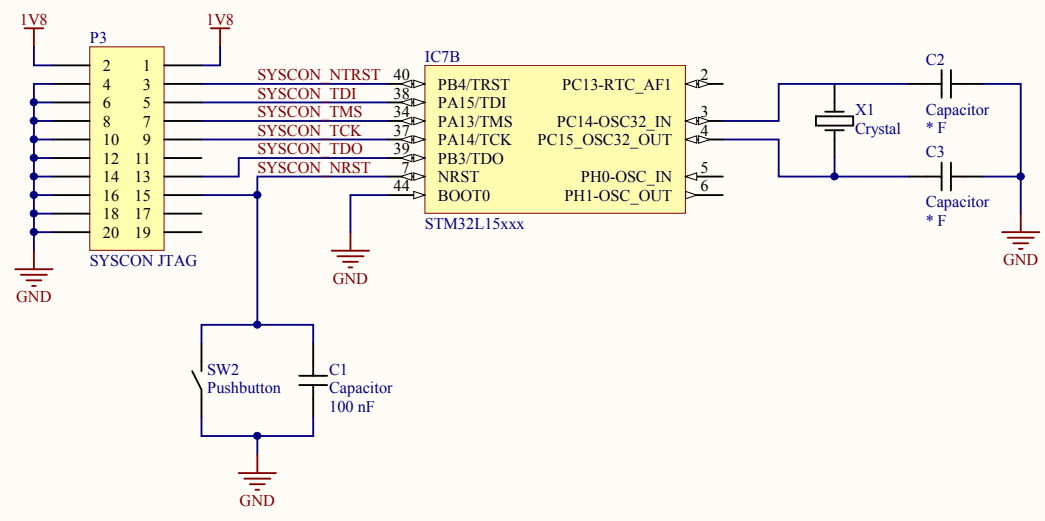 1V8
1V8
P3
2 1
4 3
6 5
8 7
10 9
12 11
14 13
16 15
18 17
20 19
SYSCON JTAG
GND
SYSCON_NTRST
SYSCON_TDI
SYSCON_TMS
SYSCON_TCK
SYSCON_TDO
SYSCON_NRST
IC7B
40 PB4/TRST
38 PA15/TDI
34 PA13/TMS
37 PA14/TCK
39 PB3/TDO
7 NRST
44 BOOT0
PC13-RTC_AF1 2
PC14-OSC32_IN 3
PC15_OSC32_OUT 4
PH0-OSC_IN 5
PH1-OSC_OUT 6
STM32L15xxx
GND
X1
Crystal
C2
Capacitor
* F
C3
Capacitor
* F
GND
SW2
Pushbutton
C1
Capacitor
100 nF
GND